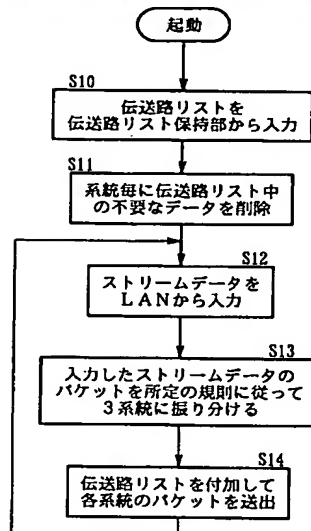 起動
S10
伝送路リストを
伝送路リスト保持部から入力
S11
系統毎に伝送路リスト中
の不要なデータを削除
S12
ストリームデータを
LANから入力
S13
入力したストリームデータの
パケットを所定の規則に従って
3系統に振り分ける
S14
伝送路リストを付加して
各系統のパケットを送出